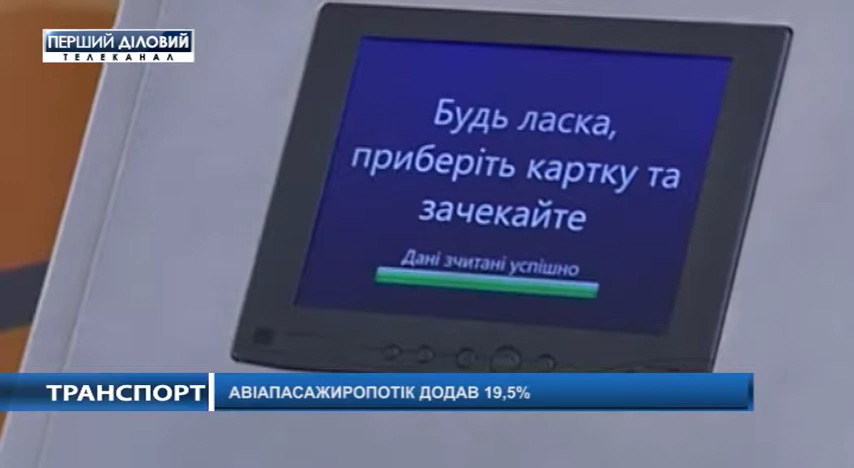 ПЕРШИЙ ДІЛОВИЙ
ТЕЛЕКАНАЛ
Будь ласка,
приберіть картку та
зачекайте
Дані зчитані успішно
ТРАНСПОРТ
АВІАПАСАЖИРОПОТІК ДОДАВ 19,5%